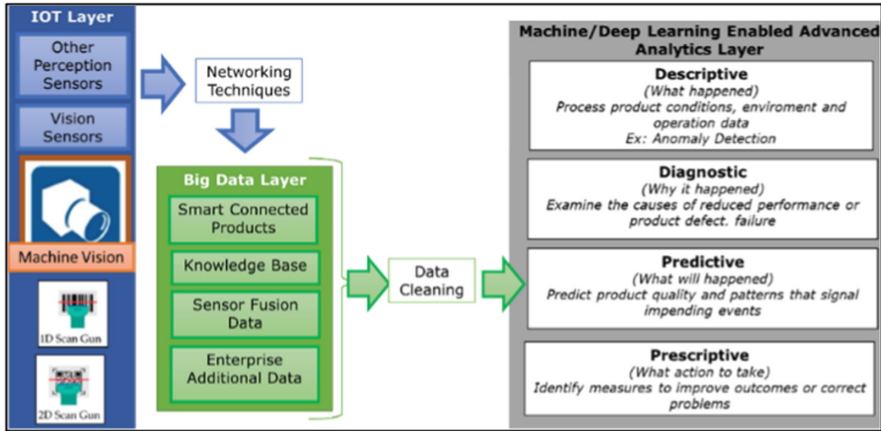 IOT Layer
Other
Perception
Sensors
Vision
Sensors
Machine Vision
1D Scan Gun
2D Scan Gun
Networking
Techniques
Big Data Layer
Smart Connected
Products
Knowledge Base
Sensor Fusion
Data
Enterprise
Additional Data
Data
Cleaning
Machine/Deep Learning Enabled Advanced
Analytics Layer
Descriptive
(What happened)
Process product conditions, enviroment and
operation data
Ex: Anomaly Detection
Diagnostic
(Why it happened)
Examine the causes of reduced performance or
product defect. failure
Predictive
(What will happened)
Predict product quality and patterns that signal
impending events
Prescriptive
(What action to take)
Identify measures to improve outcomes or correct
problems